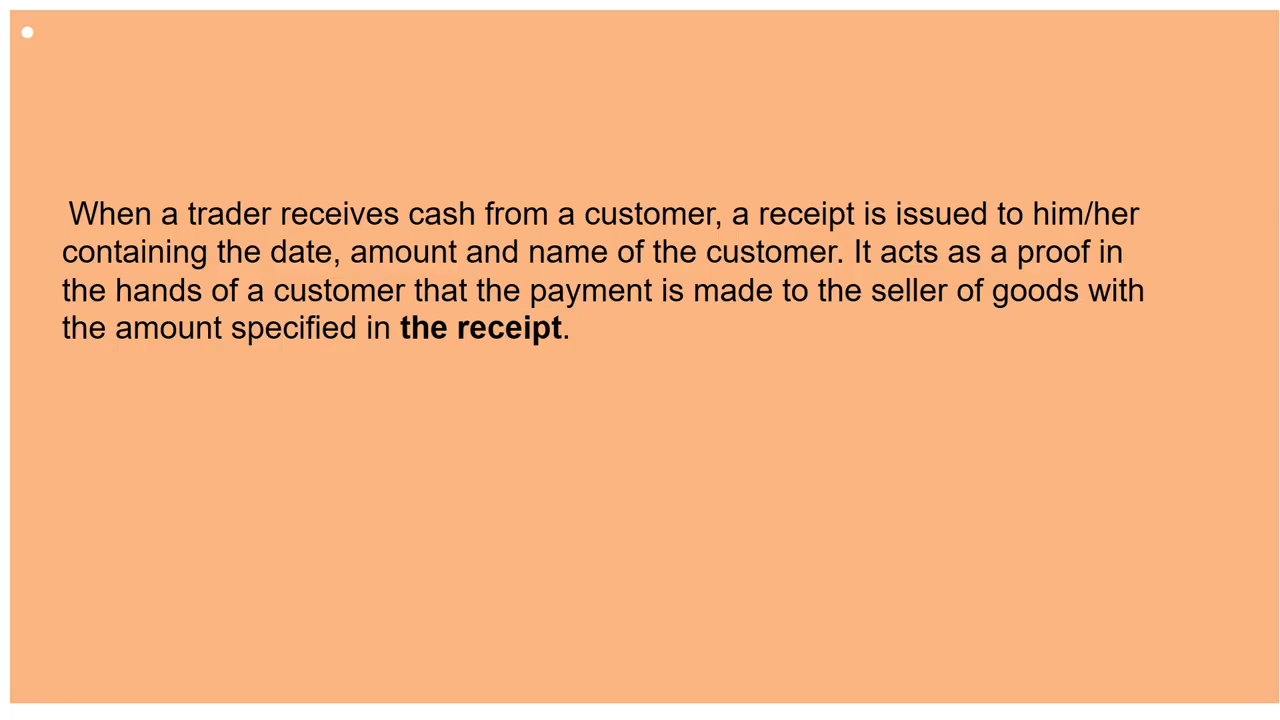 When a trader receives cash from a customer, a receipt is issued to him/her
containing the date, amount and name of the customer. It acts as a proof in
the hands of a customer that the payment is made to the seller of goods with
the amount specified in the receipt.